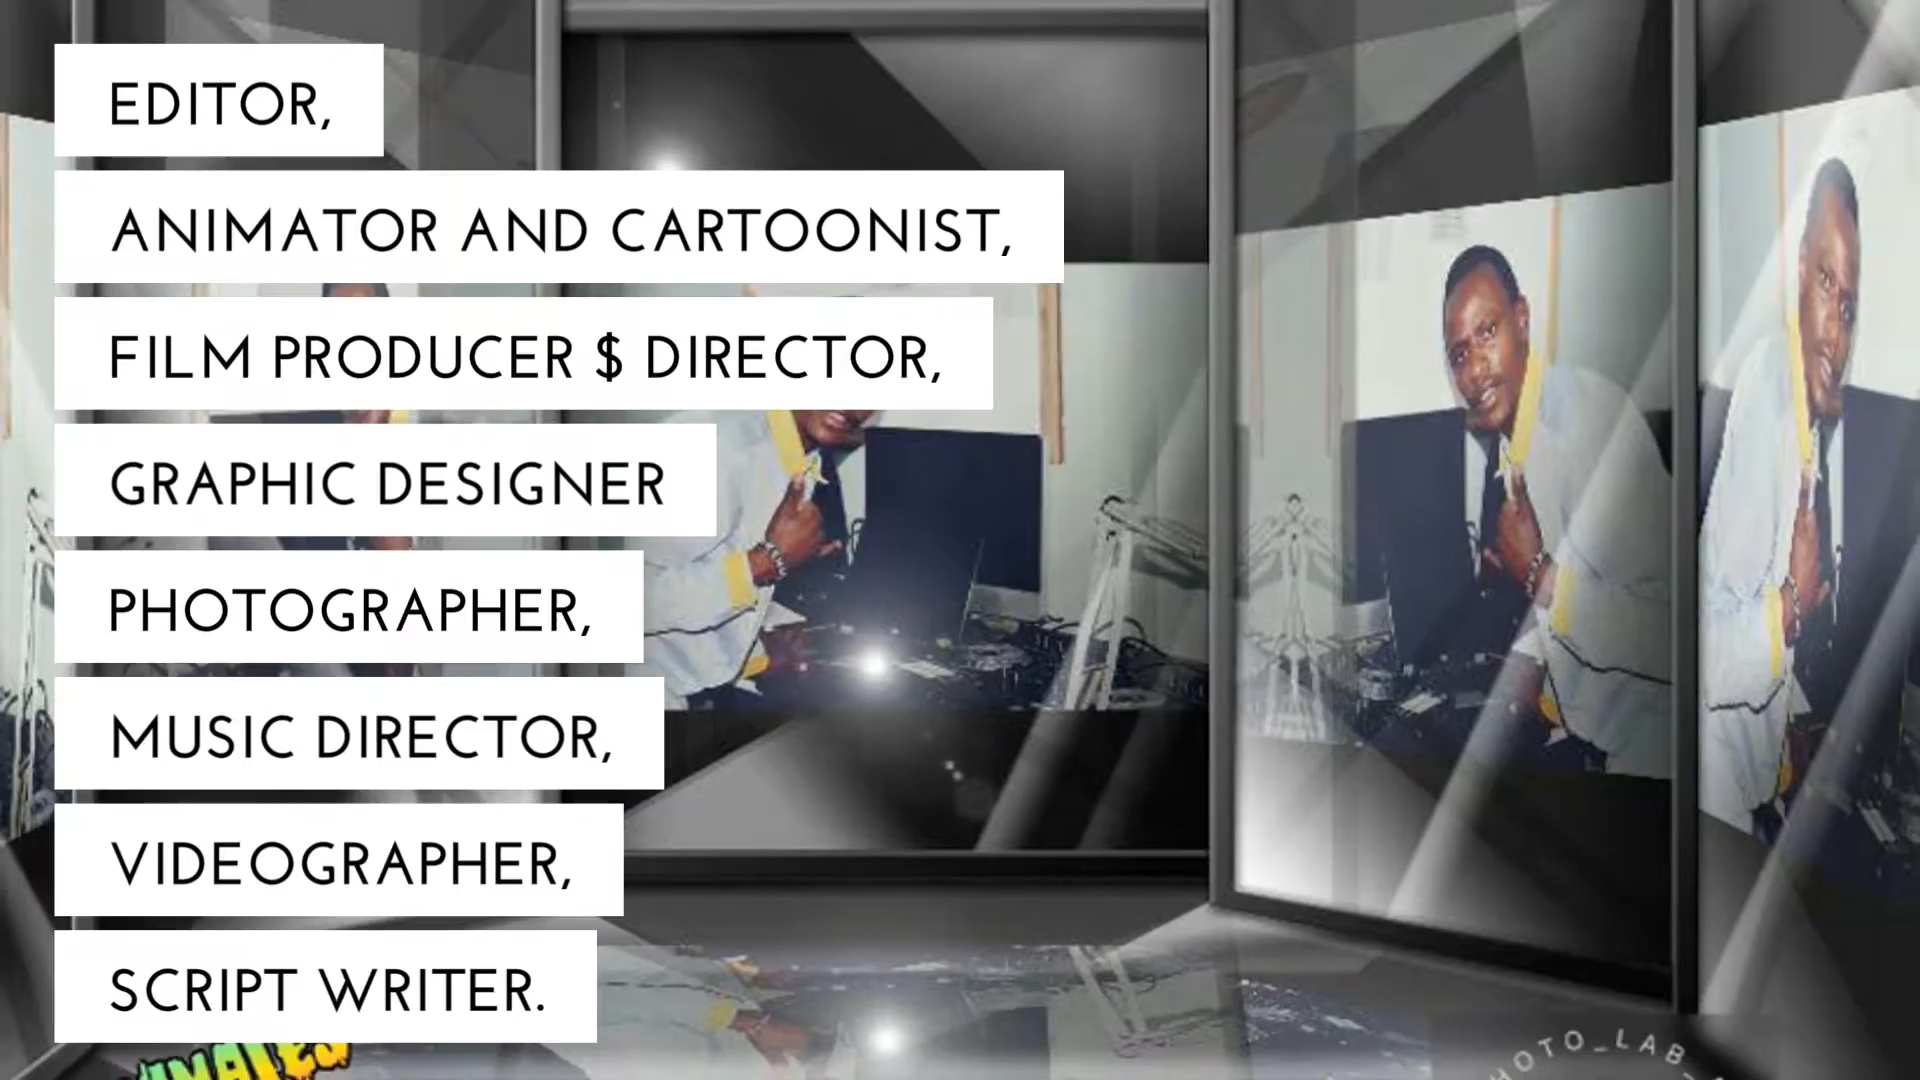 EDITOR,
ANIMATOR AND CARTOONIST,
FILM PRODUCER $ DIRECTOR,
GRAPHIC DESIGNER
PHOTOGRAPHER,
MUSIC DIRECTOR,
VIDEOGRAPHER,
SCRIPT WRITER.